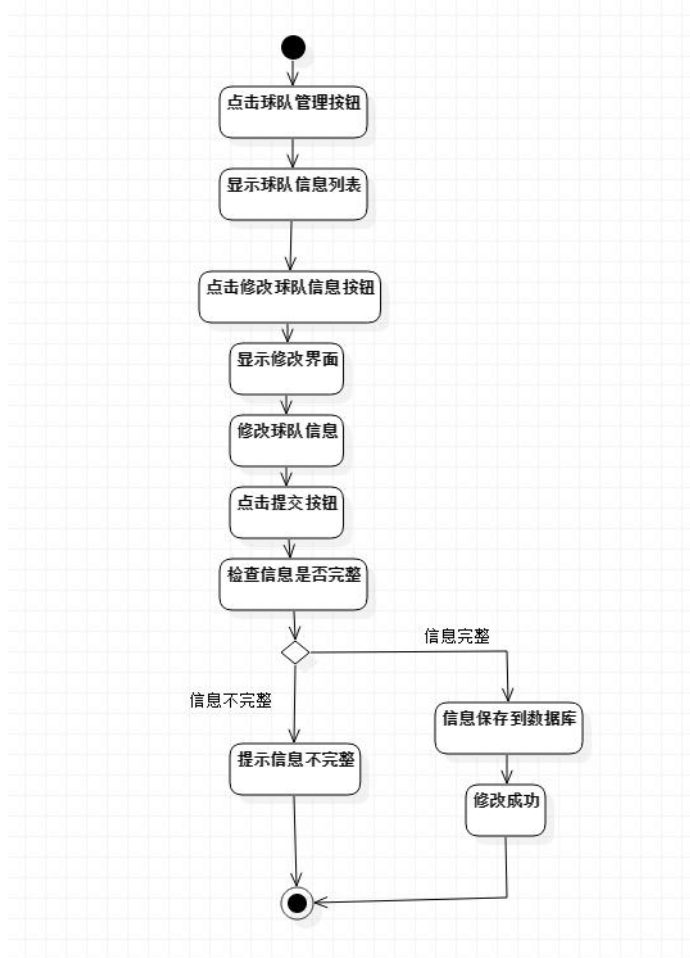 点击球队管理按钮
显示球队信息列表
点击修改球队信息按钮
显示修改界面
修改球队信息
点击提交按钮
检查信息是否完整
信息完整
信息不完整
信息保存到数据库
提示信息不完整
修改成功